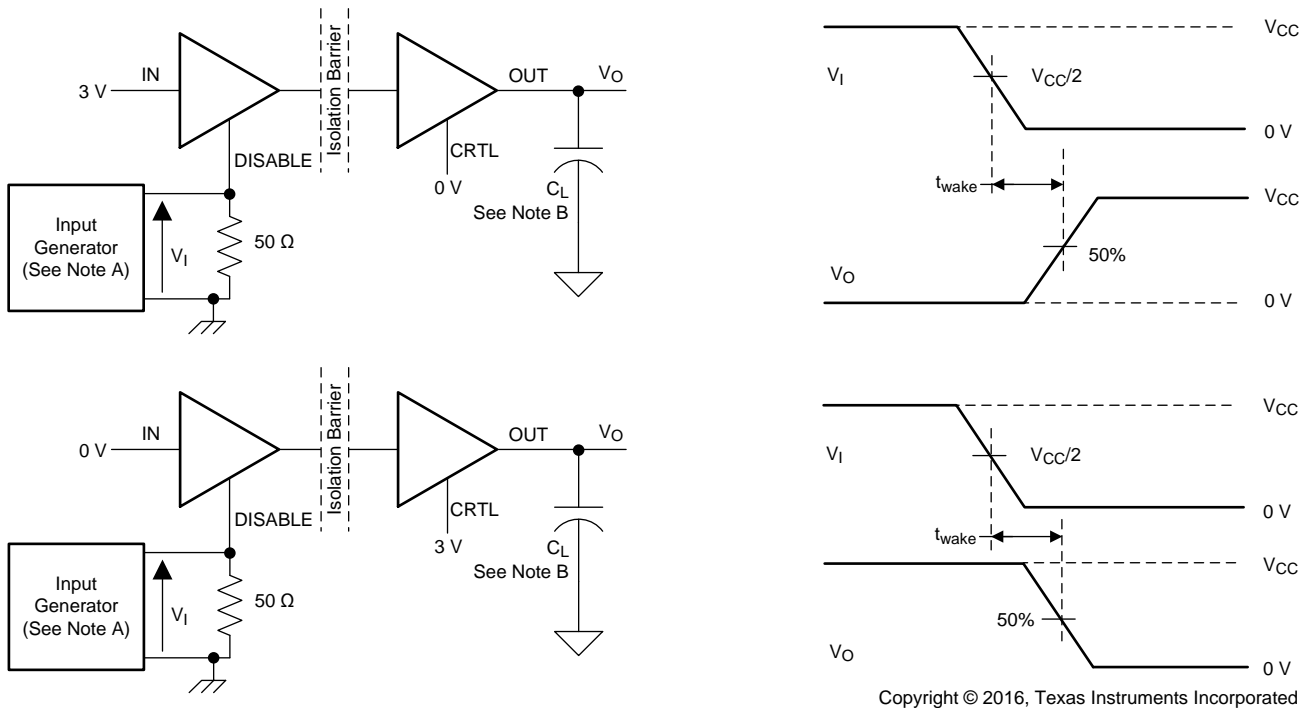 IN
3 V
Isolation Barrier
OUT
VO
DISABLE
CRTL
0 V
CL
See Note B
Input
Generator
(See Note A)
VI
50 Ω
VCC
VI
VCC/2
0 V
twake
VCC
50%
VO
0 V
IN
0 V
Isolation Barrier
OUT
VO
DISABLE
CRTL
3 V
CL
See Note B
Input
Generator
(See Note A)
VI
50 Ω
VCC
VI
VCC/2
0 V
twake
VCC
50%
VO
0 V
Copyright © 2016, Texas Instruments Incorporated